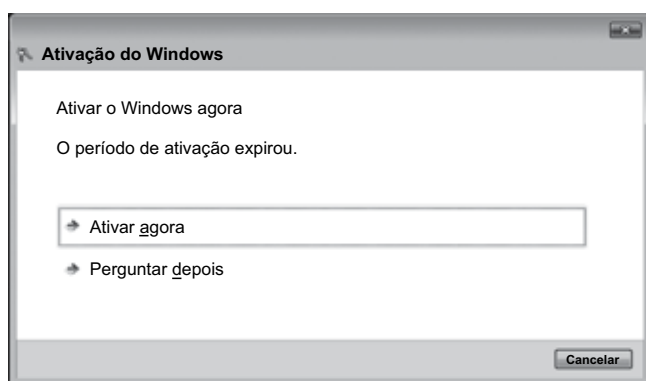 Ativação do Windows
Ativar o Windows agora
O período de ativação expirou.
Ativar agora
Perguntar depois
Cancelar